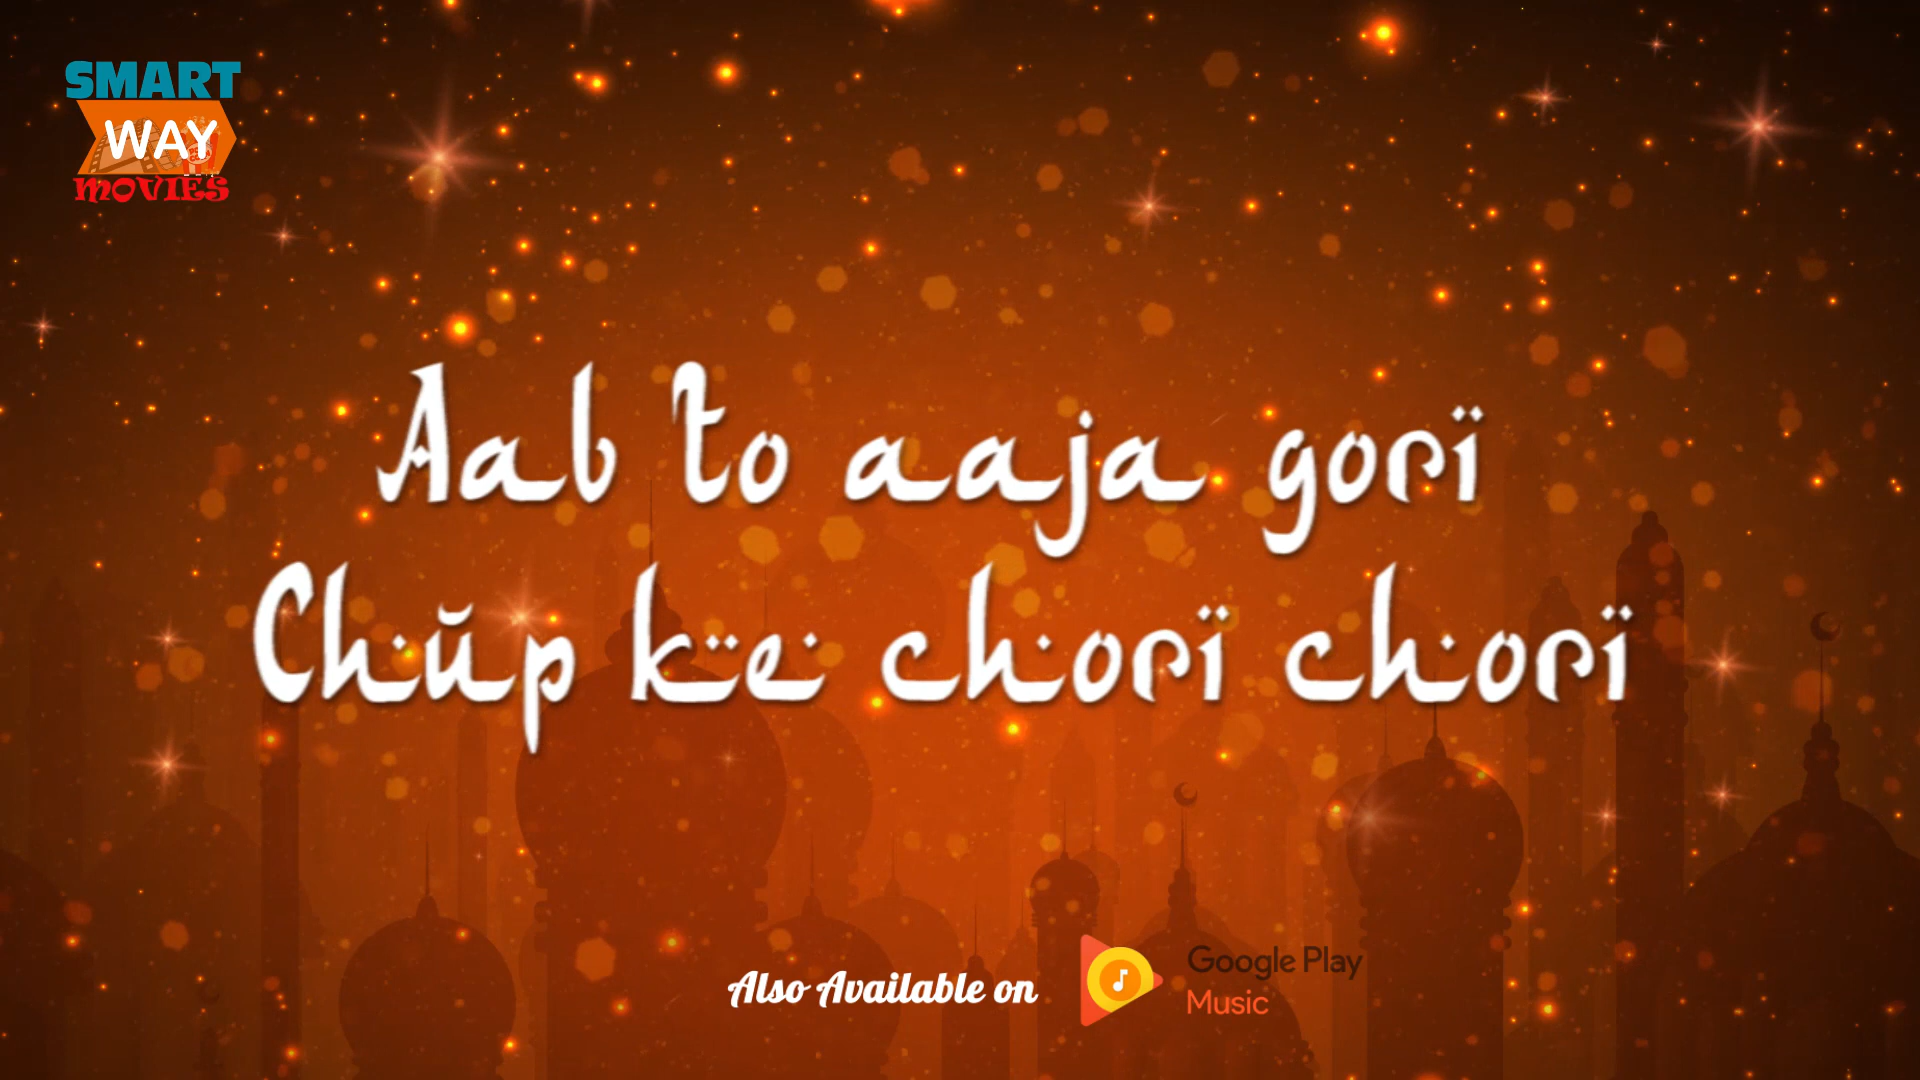 SMART
WAY
MOVIES
Aab to aaja gori
Chup ke chori chori
Also Available on
Google Play
Music